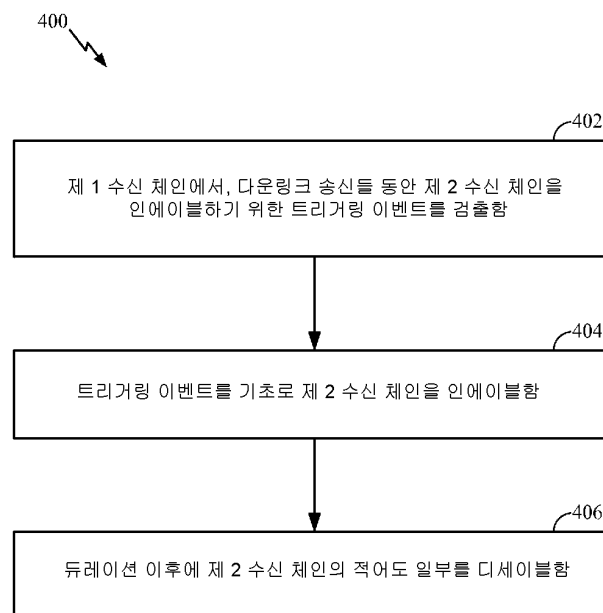 400
402
제 1 수신 체인에서, 다운링크 송신들 동안 제 2 수신 체인을
인에이블하기 위한 트리거링 이벤트를 검출함
404
트리거링 이벤트를 기초로 제 2 수신 체인을 인에이블함
406
듀레이션 이후에 제 2 수신 체인의 적어도 일부를 디세이블함